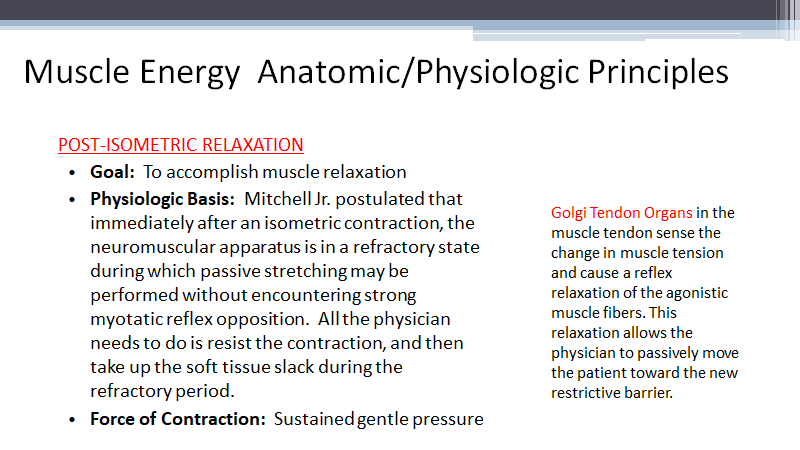 Muscle Energy  Anatomic/Physiologic Principles
POST-ISOMETRIC RELAXATION
• Goal:  To accomplish muscle relaxation
• Physiologic Basis:  Mitchell Jr. postulated that
immediately after an isometric contraction, the
neuromuscular apparatus is in a refractory state
during which passive stretching may be
performed without encountering strong
myotatic reflex opposition.  All the physician
needs to do is resist the contraction, and then
take up the soft tissue slack during the
refractory period.
• Force of Contraction:  Sustained gentle pressure
Golgi Tendon Organs in the
muscle tendon sense the
change in muscle tension
and cause a reflex
relaxation of the agonistic
muscle fibers. This
relaxation allows the
physician to passively move
the patient toward the new
restrictive barrier.